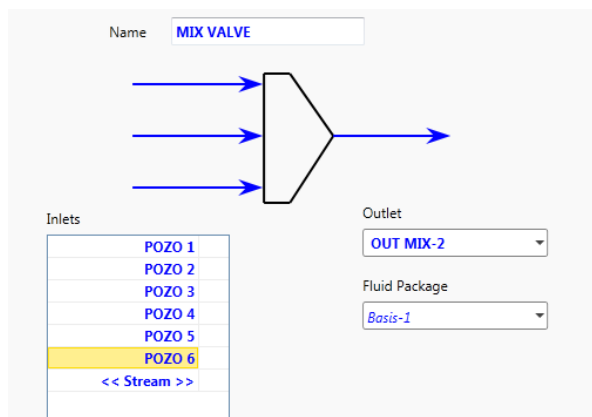 Name MIX VALVE
Inlets
POZO 1
POZO 2
POZO 3
POZO 4
POZO 5
POZO 6
<< Stream >>
Outlet
OUT MIX-2
Fluid Package
Basis-1